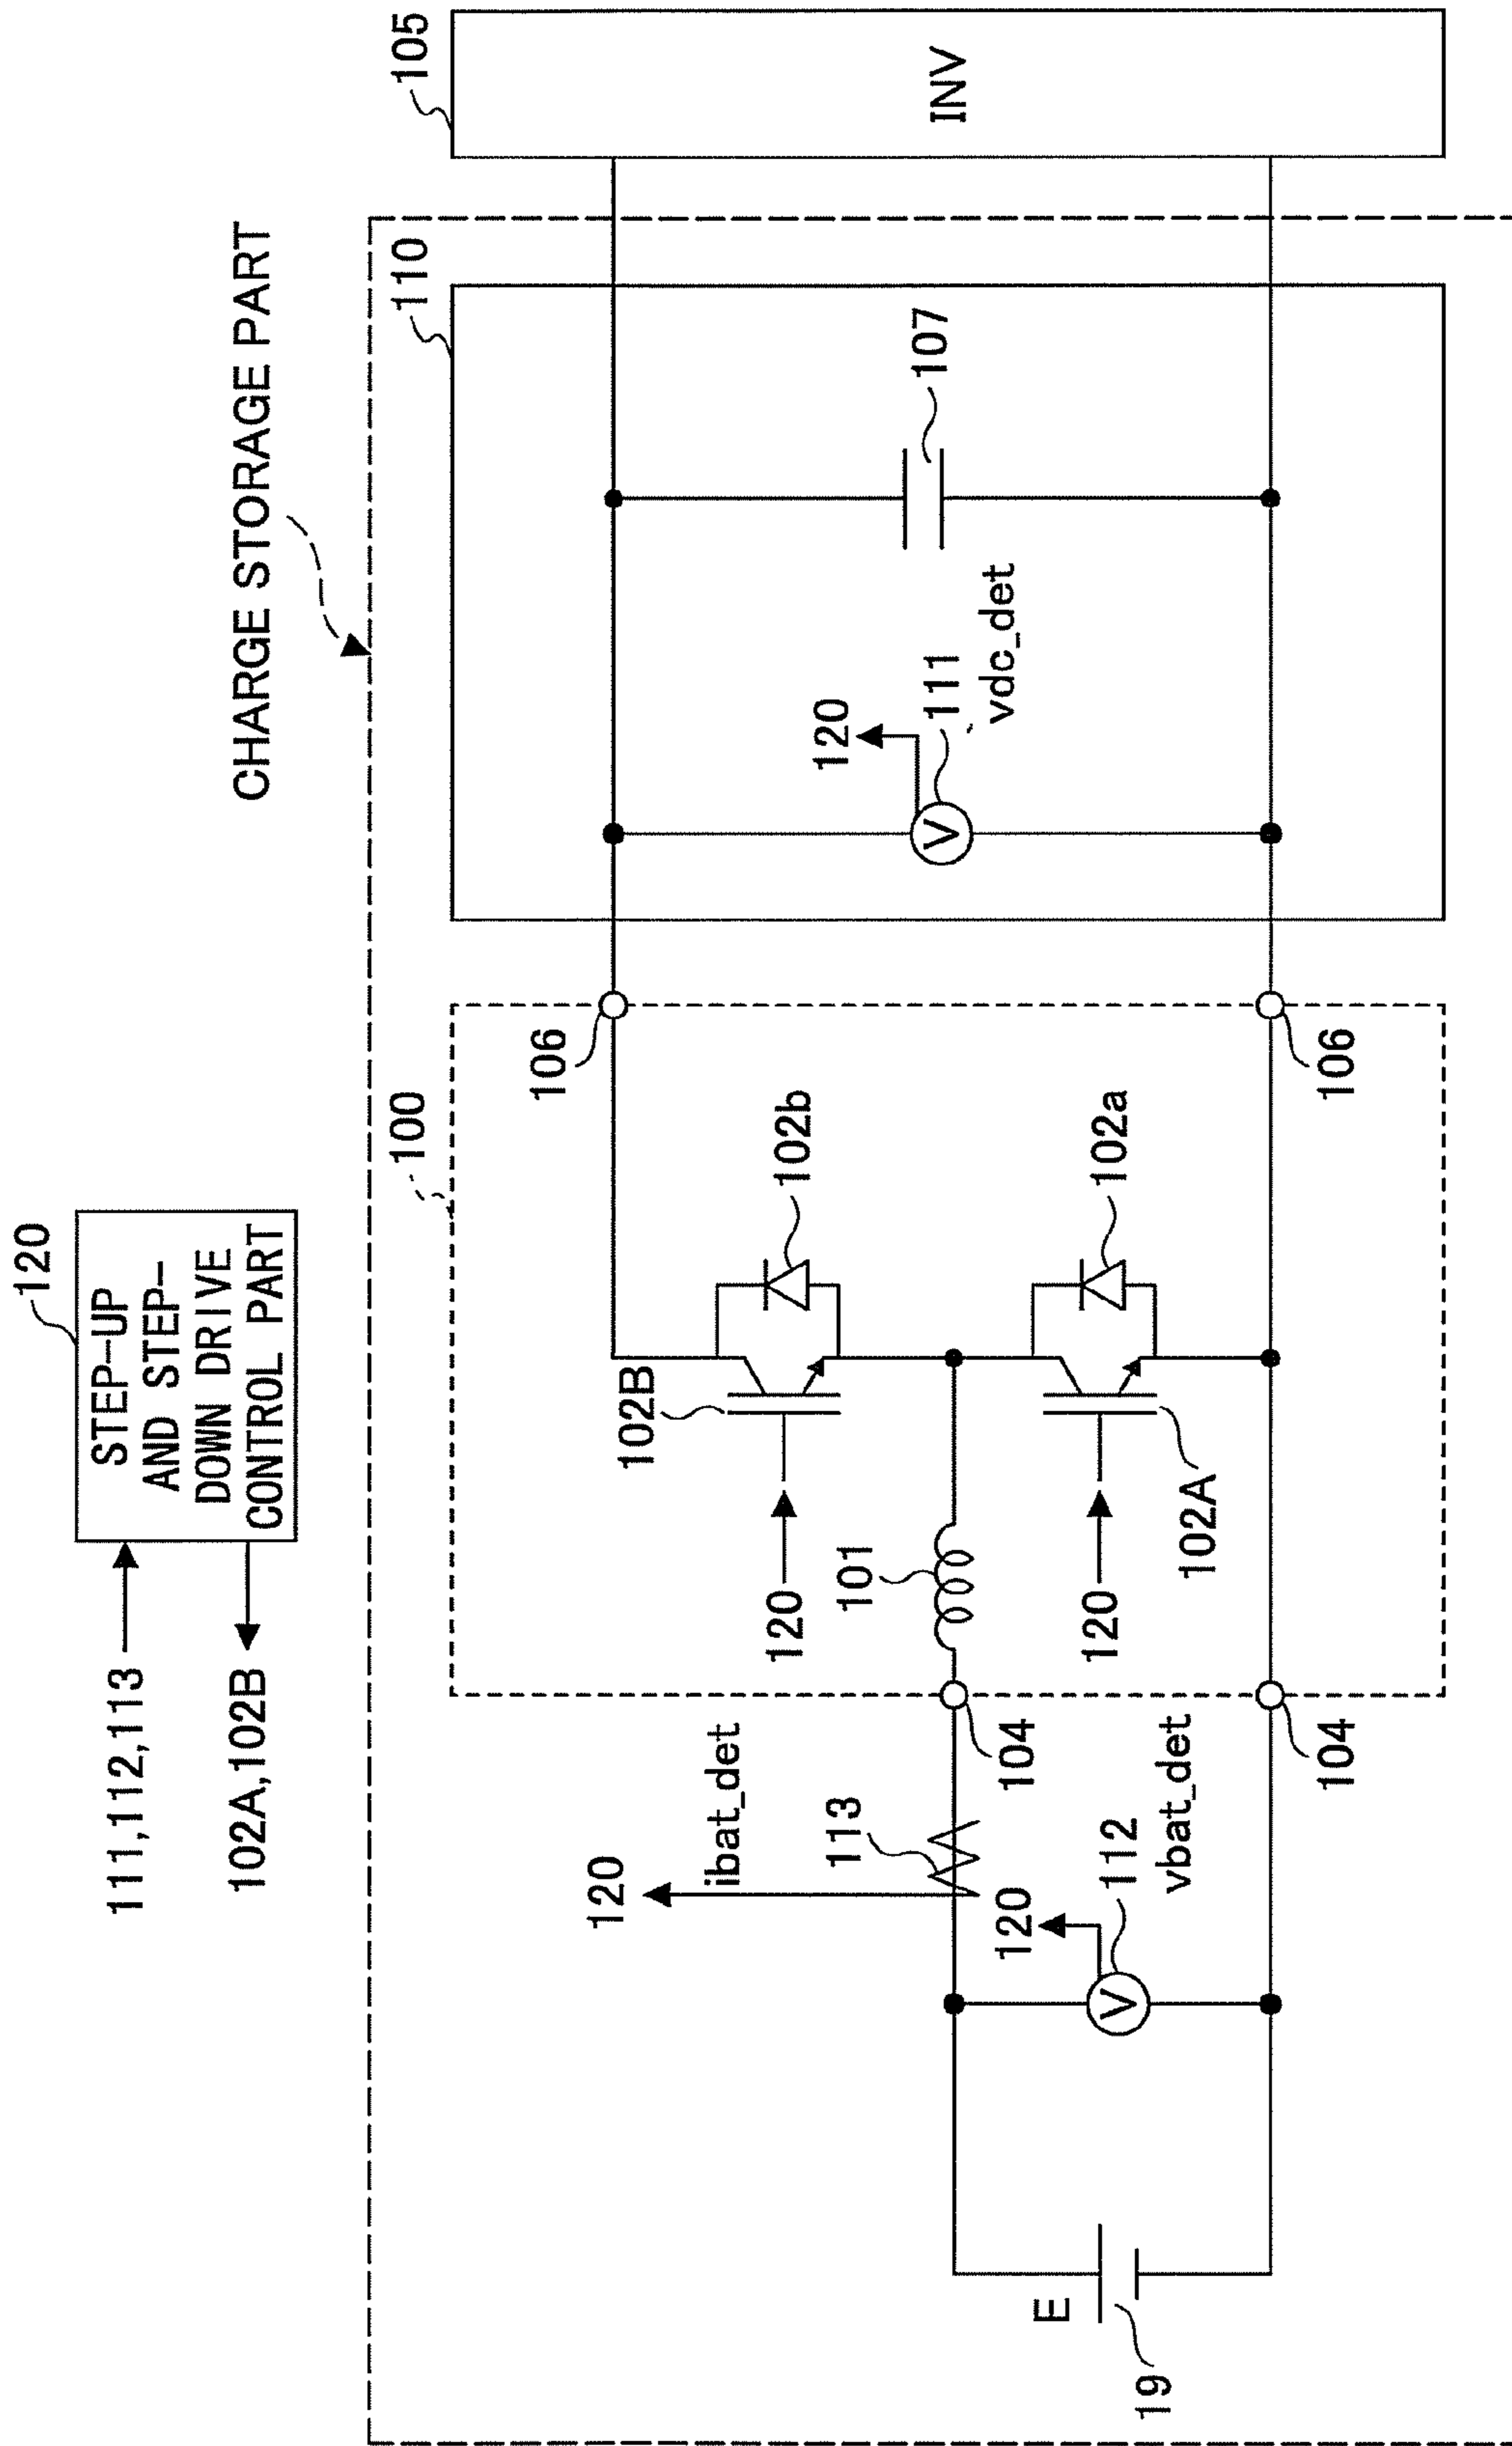 120
STEP-UP
AND STEP-
DOWN DRIVE
CONTROL PART
111,112,113
102A,102B
CHARGE STORAGE PART
100
110
105
106
102B
102b
120
120
ibat_det
113
101
120
111
vdc_det
107
INV
E
19
120
112
vbat_det
104
120
102A
102a
104
106